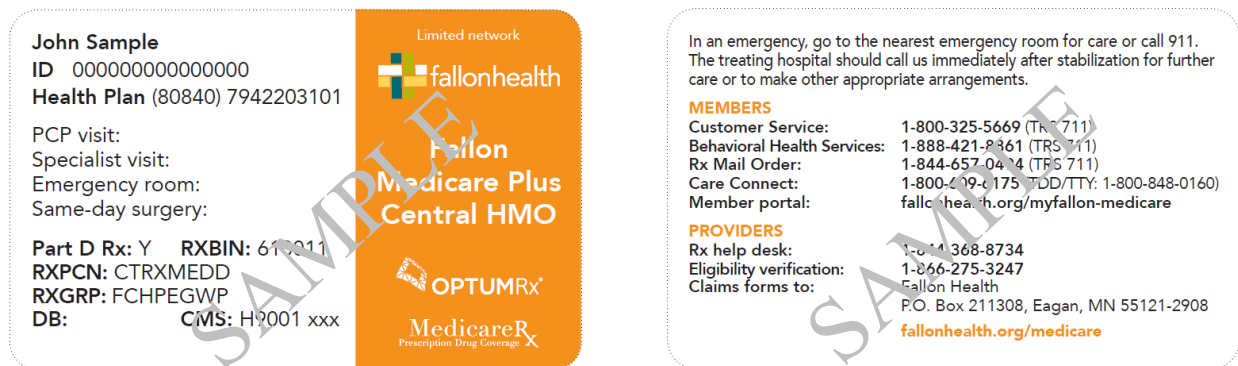 John Sample
ID 000000000000000
Health Plan (80840) 7942203101
PCP visit:
Specialist visit:
Emergency room:
Same-day surgery:
Part D Rx: Y RXBIN:
RXPCN: CTRXMEDD
RXGRP: FCHPEGWP
DB: CMS: H9001 xxx
Limited network
fallonhealth
Fallon
Medicare Plus
Central HMO
OPTUMRx®
MedicareRx
Prescription Drug Coverage
SAMPLE
In an emergency, go to the nearest emergency room for care or call 911.
The treating hospital should call us immediately after stabilization for further
care or to make other appropriate arrangements.
MEMBERS
Customer Service: 1-800-325-5669 (TRS 711)
Behavioral Health Services: (TRS 711)
Rx Mail Order: (TRS 711)
Care Connect: (TDD/TTY: 1-800-848-0160)
Member portal: fallonhealth.org/myfallon-medicare
PROVIDERS
Rx help desk:
Eligibility verification: 1-866-275-3247
Claims forms to: Fallon Health
P.O. Box 211308, Eagan, MN 55121-2908
fallonhealth.org/medicare
SAMPLE